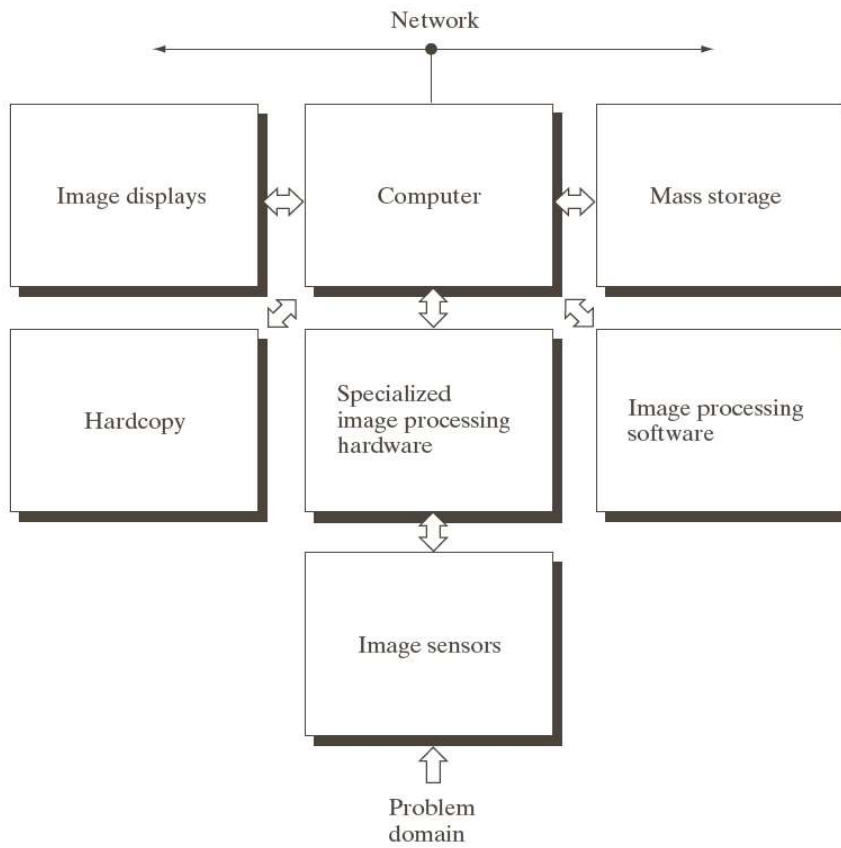 Network
Image displays
Computer
Mass storage
Hardcopy
Specialized
image processing
hardware
Image processing
software
Image sensors
Problem
domain